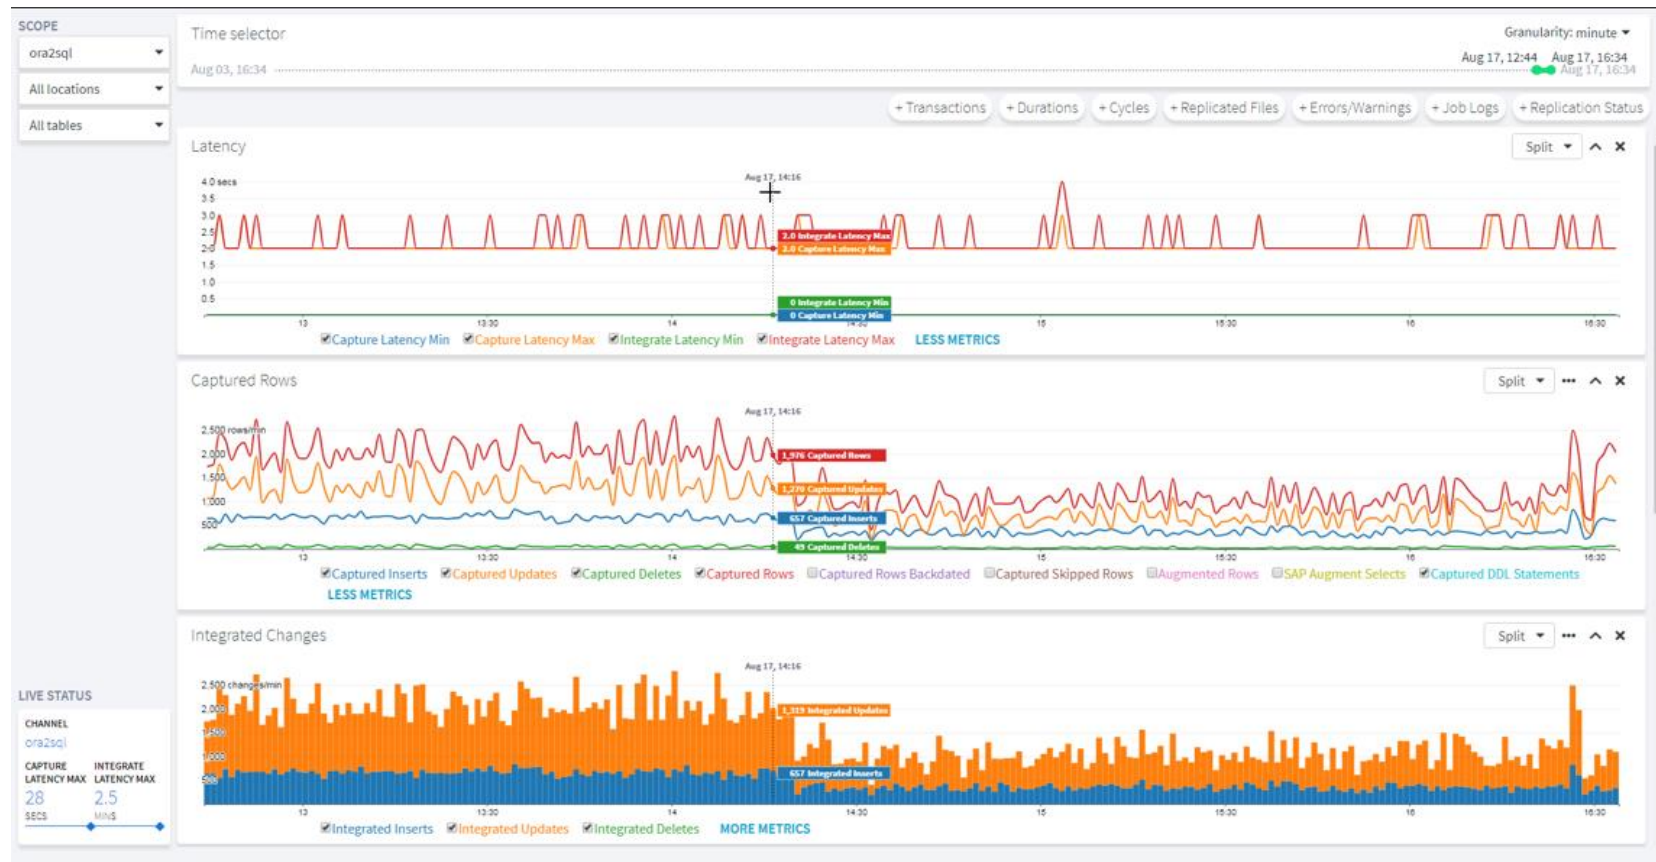 SCOPE
ora2sql
All locations
All tables
Time selector
Granularity: minute
Aug 17, 12:44 Aug 17, 16:34
Aug 03, 16:34
Aug 17, 16:34
+ Transactions + Durations + Cycles + Replicated Files + Errors/Warnings + Job Logs + Replication Status
Latency
Split
Aug 17, 14:16
4.0 secs
3.5
3.0
2.5
2.0
1.5
1.0
0.5
2.0 Integrate Latency Max
2.0 Capture Latency Max
0 Integrate Latency Min
0 Capture Latency Min
13 13:30 14 14:30 15 15:30 16 16:30
Capture Latency Min Capture Latency Max Integrate Latency Min Integrate Latency Max LESS METRICS
Captured Rows
Split
Aug 17, 14:16
2,500 rows/min
2,000
1,500
1,000
500
1,976 Captured Rows
1,270 Captured Updates
657 Captured Inserts
49 Captured Deletes
13 13:30 14 14:30 15 15:30 16 16:30
Captured Inserts Captured Updates Captured Deletes Captured Rows Captured Rows Backdated Captured Skipped Rows Augmented Rows SAP Augment Selects Captured DDL Statements
LESS METRICS
Integrated Changes
Split
Aug 17, 14:16
2,500 changes/min
2,000
1,500
1,000
500
1,319 Integrated Updates
657 Integrated Inserts
13 13:30 14 14:30 15 15:30 16 16:30
Integrated Inserts Integrated Updates Integrated Deletes MORE METRICS
LIVE STATUS
CHANNEL
ora2sql
CAPTURE INTEGRATE
LATENCY MAX LATENCY MAX
28 2.5
SECS MINS